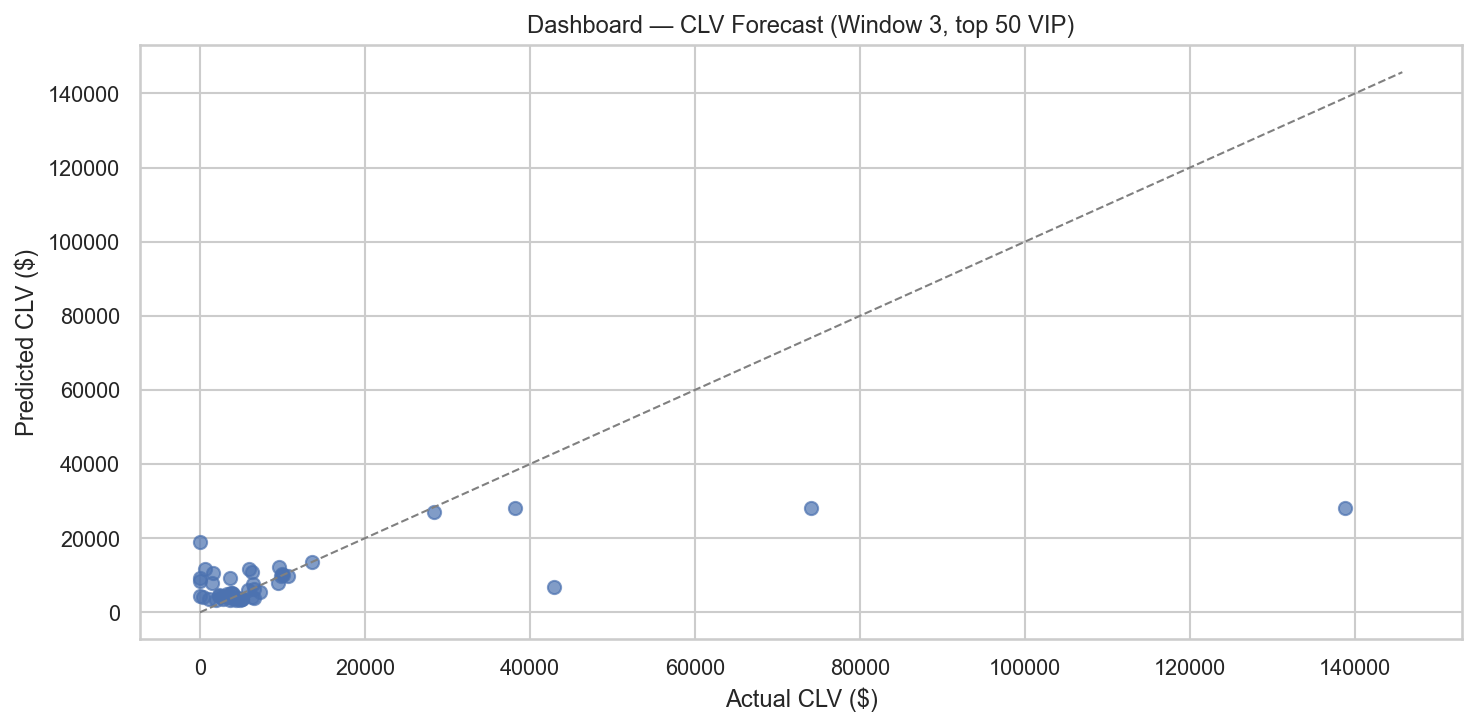 Dashboard — CLV Forecast (Window 3, top 50 VIP)
Predicted CLV ($)
140000
120000
100000
80000
60000
40000
20000
0
0 20000 40000 60000 80000 100000 120000 140000
Actual CLV ($)